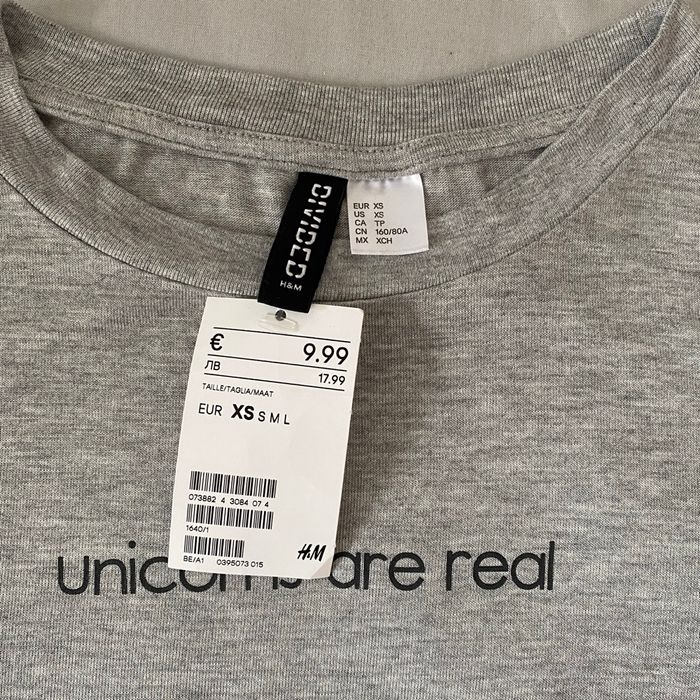 DIVIDED
H&M
EUR XS
US XS
CA TP
CN 160/80A
MX XCH
€ 9.99
ЛВ 17.99
TAILLE/TAGLIA/MAAT
EUR XS S M L
073882 4 3084 07 4
1640/1
BE/A1 0395073 015
H&M
unicorns are real